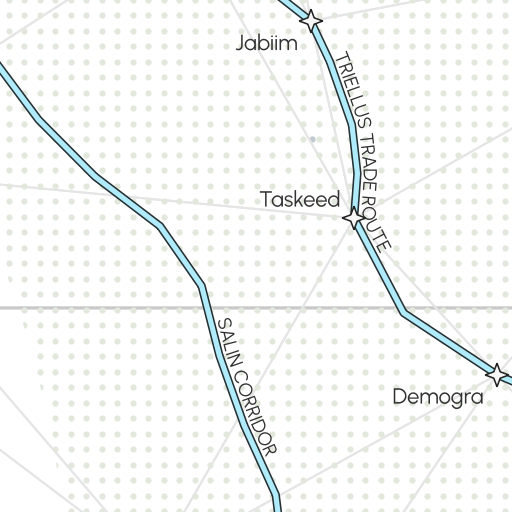 Jabiim
TRIELLUS TRADE ROUTE
Taskeed
SALIN CORRIDOR
Demogra